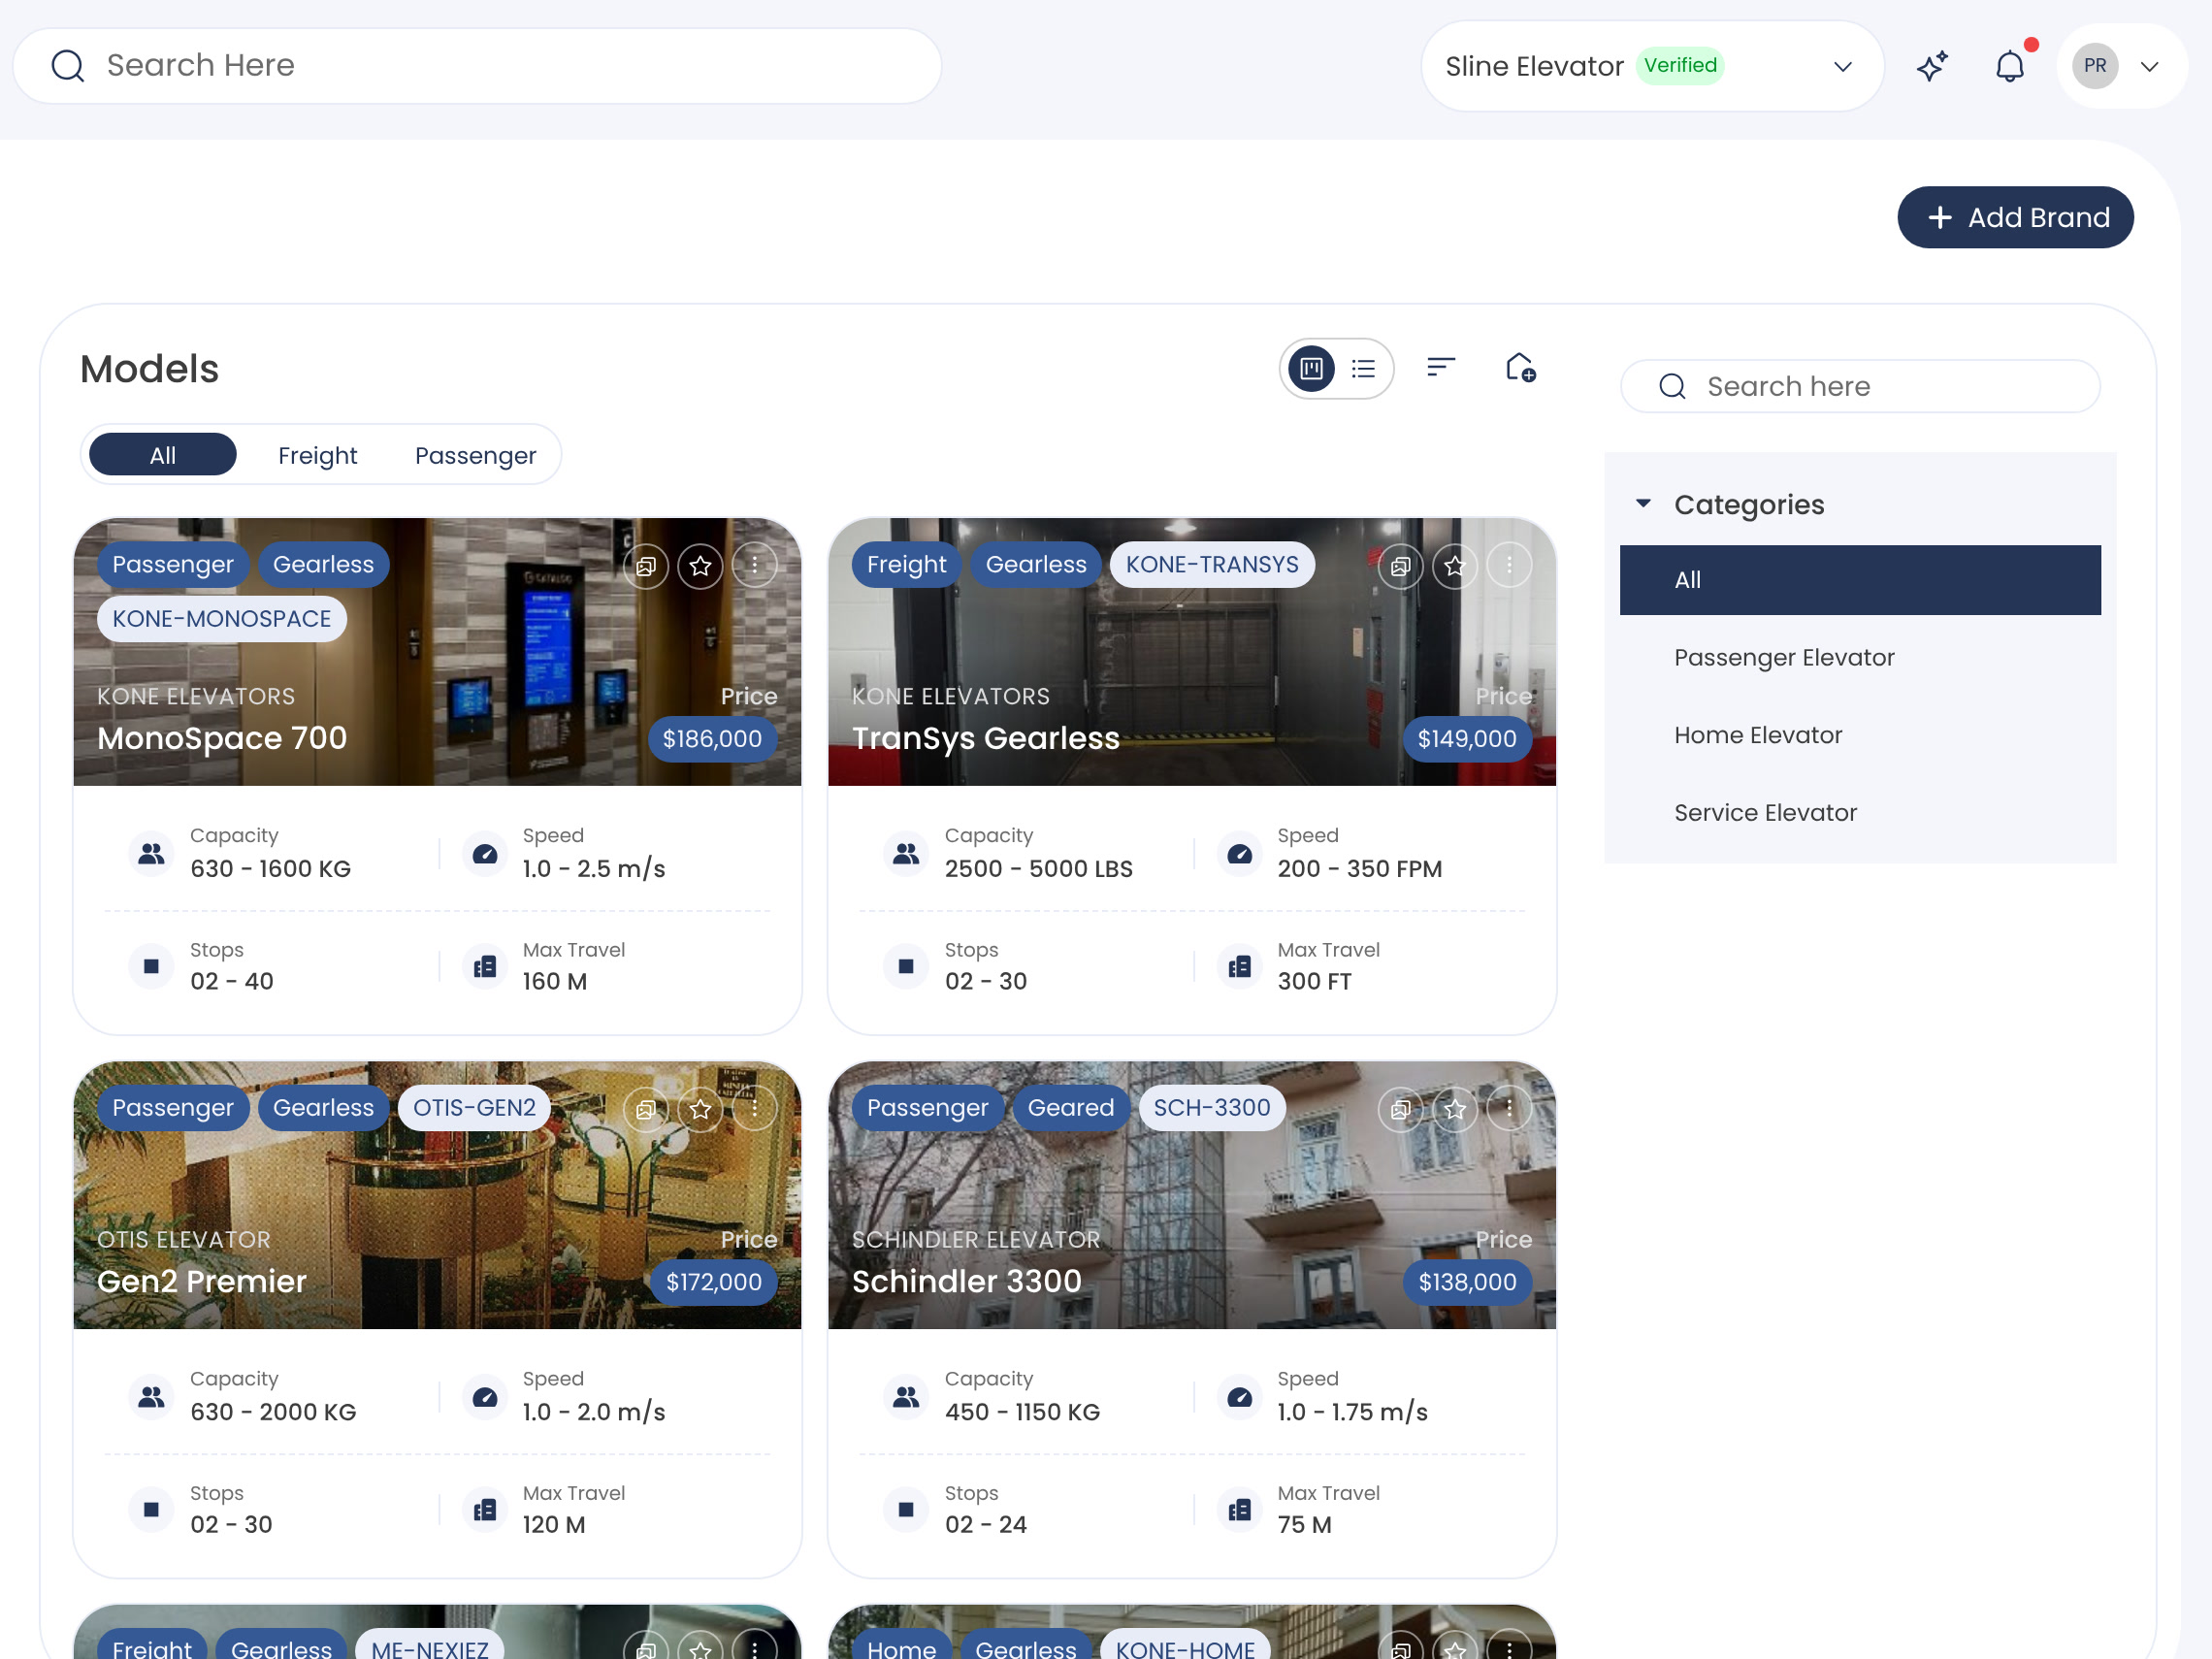 Search Here
Sline Elevator Verified
PR
Add Brand
Models
Search here
All Freight Passenger
Categories
All
Passenger Elevator
Home Elevator
Service Elevator
Passenger Gearless
KONE-MONOSPACE
KONE ELEVATORS Price
MonoSpace 700 $186,000
Capacity Speed
630 - 1600 KG 1.0 - 2.5 m/s
Stops Max Travel
02 - 40 160 M
Freight Gearless KONE-TRANSYS
KONE ELEVATORS Price
TranSys Gearless $149,000
Capacity Speed
2500 - 5000 LBS 200 - 350 FPM
Stops Max Travel
02 - 30 300 FT
Passenger Gearless OTIS-GEN2
OTIS ELEVATOR Price
Gen2 Premier $172,000
Capacity Speed
630 - 2000 KG 1.0 - 2.0 m/s
Stops Max Travel
02 - 30 120 M
Passenger Geared SCH-3300
SCHINDLER ELEVATOR Price
Schindler 3300 $138,000
Capacity Speed
450 - 1150 KG 1.0 - 1.75 m/s
Stops Max Travel
02 - 24 75 M
Freight Gearless ME-NEXIEZ
Home Gearless KONE-HOME